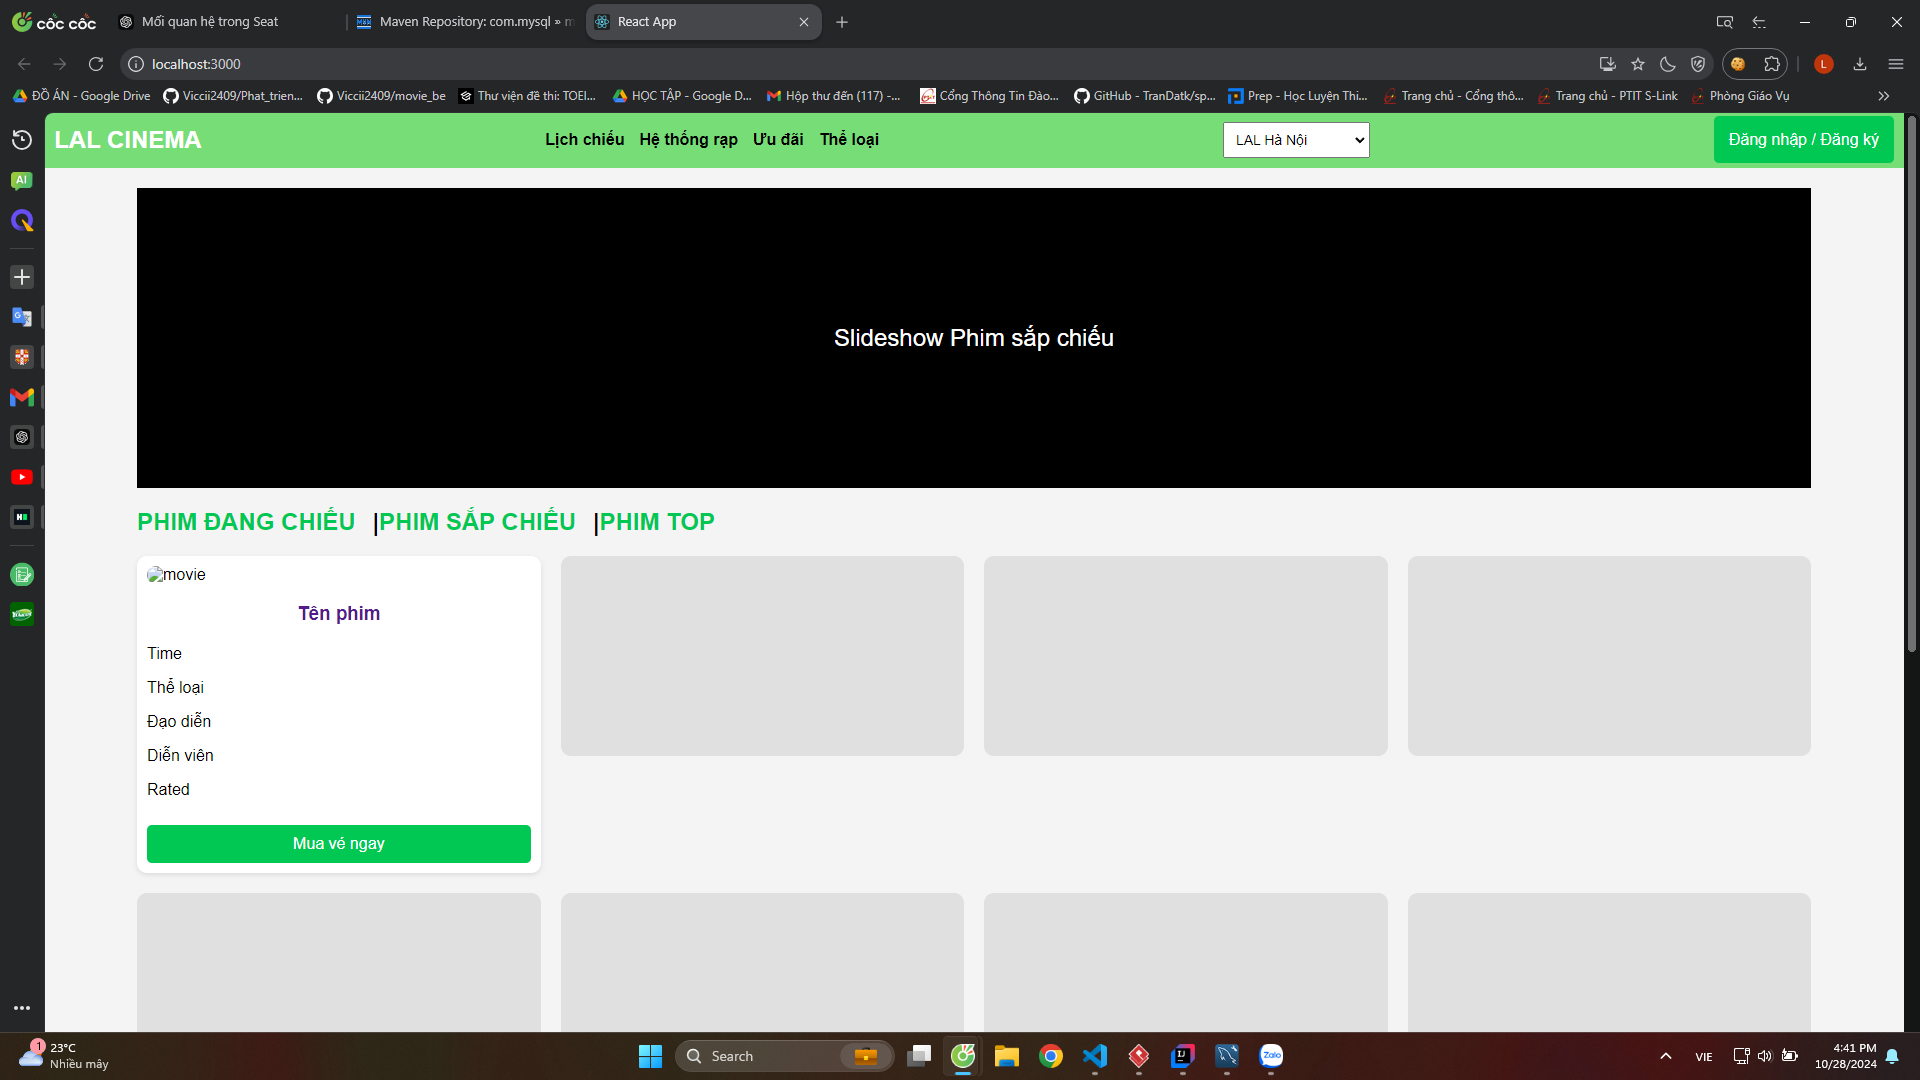 cốc cốc
Mối quan hệ trong Seat
Maven Repository: com.mysql » m
React App
localhost:3000
L
ĐỒ ÁN - Google Drive
Viccii2409/Phat_trien...
Viccii2409/movie_be
Thư viện đề thi: TOEI...
HỌC TẬP - Google D...
Hộp thư đến (117) -...
Cổng Thông Tin Đào...
GitHub - TranDatk/sp...
Prep - Học Luyện Thi...
Trang chủ - Cổng thô...
Trang chủ - PTIT S-Link
Phòng Giáo Vụ
AI
LAL CINEMA
Lịch chiếu
Hệ thống rạp
Ưu đãi
Thể loại
LAL Hà Nội
Đăng nhập / Đăng ký
Slideshow Phim sắp chiếu
PHIM ĐANG CHIẾU |PHIM SẮP CHIẾU |PHIM TOP
movie
Tên phim
Time
Thể loại
Đạo diễn
Diễn viên
Rated
Mua vé ngay
1
23°C
Nhiều mây
Search
Zalo
VIE
4:41 PM
10/28/2024